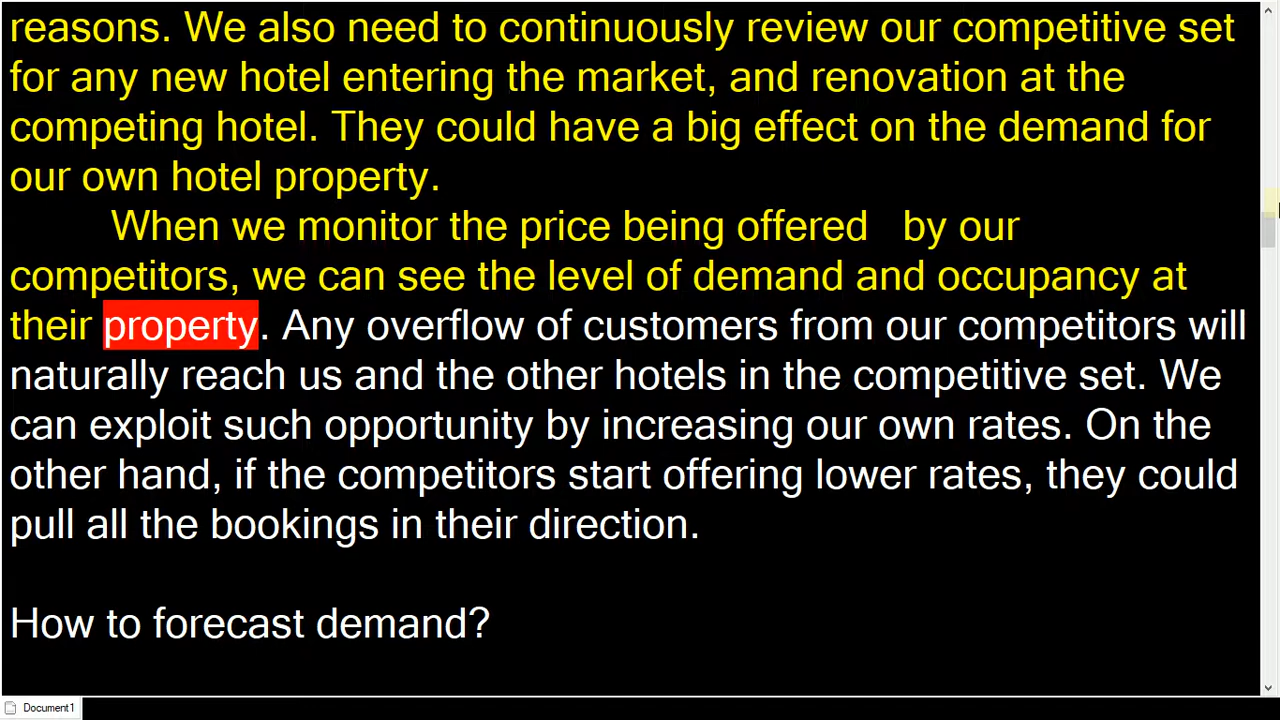 reasons. We also need to continuously review our competitive set
for any new hotel entering the market, and renovation at the
competing hotel. They could have a big effect on the demand for
our own hotel property.
When we monitor the price being offered   by our
competitors, we can see the level of demand and occupancy at
their property. Any overflow of customers from our competitors will
naturally reach us and the other hotels in the competitive set. We
can exploit such opportunity by increasing our own rates. On the
other hand, if the competitors start offering lower rates, they could
pull all the bookings in their direction.
How to forecast demand?
Document1